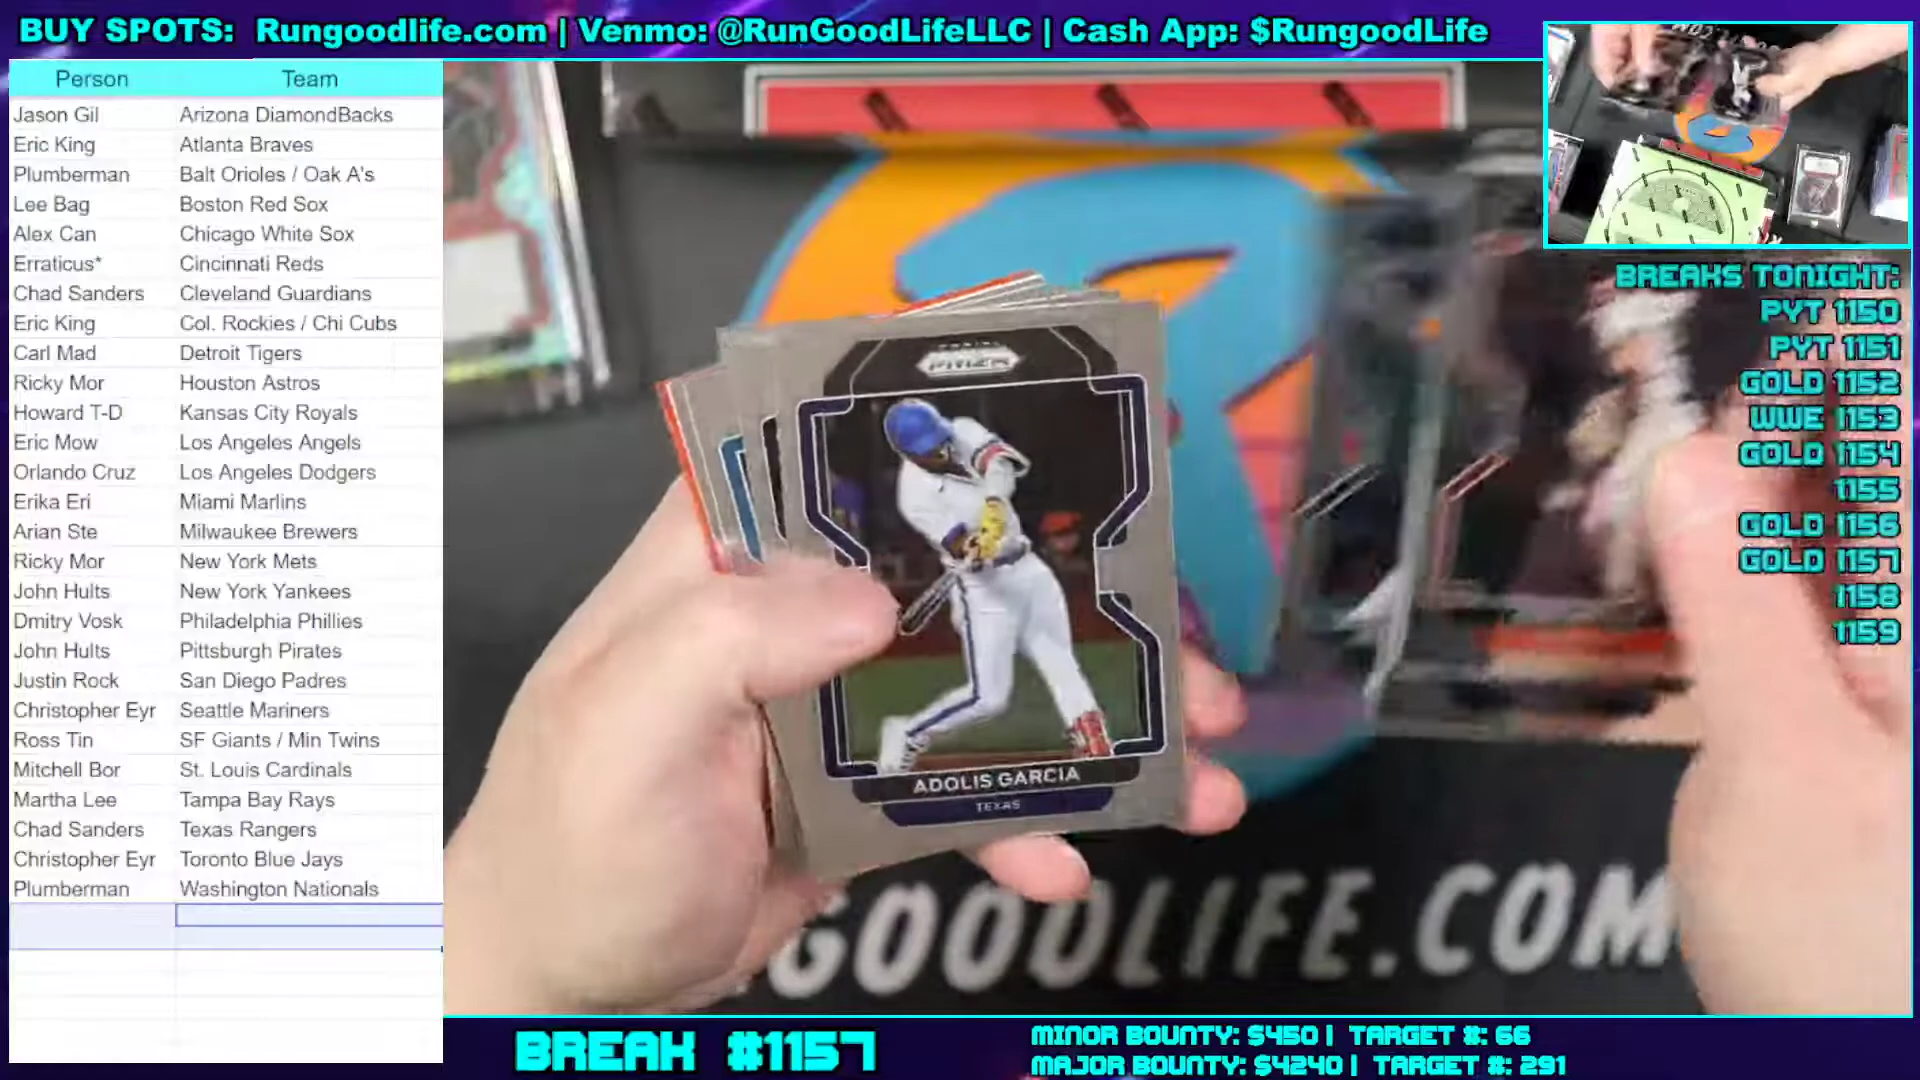 BUY SPOTS: Rungoodlife.com | Venmo: @RunGoodLifeLLC | Cash App: $RungoodLife
Person Team
Jason Gil Arizona DiamondBacks
Eric King Atlanta Braves
Plumberman Balt Orioles / Oak A's
Lee Bag Boston Red Sox
Alex Can Chicago White Sox
Erraticus* Cincinnati Reds
Chad Sanders Cleveland Guardians
Eric King Col. Rockies / Chi Cubs
Carl Mad Detroit Tigers
Ricky Mor Houston Astros
Howard T-D Kansas City Royals
Eric Mow Los Angeles Angels
Orlando Cruz Los Angeles Dodgers
Erika Eri Miami Marlins
Arian Ste Milwaukee Brewers
Ricky Mor New York Mets
John Hults New York Yankees
Dmitry Vosk Philadelphia Phillies
John Hults Pittsburgh Pirates
Justin Rock San Diego Padres
Christopher Eyr Seattle Mariners
Ross Tin SF Giants / Min Twins
Mitchell Bor St. Louis Cardinals
Martha Lee Tampa Bay Rays
Chad Sanders Texas Rangers
Christopher Eyr Toronto Blue Jays
Plumberman Washington Nationals
PRIZM
ADOLIS GARCIA
TEXAS
GOODLIFE.COM
BREAKS TONIGHT:
PYT 1150
PYT 1151
GOLD 1152
WWE 1153
GOLD 1154
1155
GOLD 1156
GOLD 1157
1158
1159
BREAK #1157
MINOR BOUNTY: $450 | TARGET #: 66
MAJOR BOUNTY: $4240 | TARGET #: 291